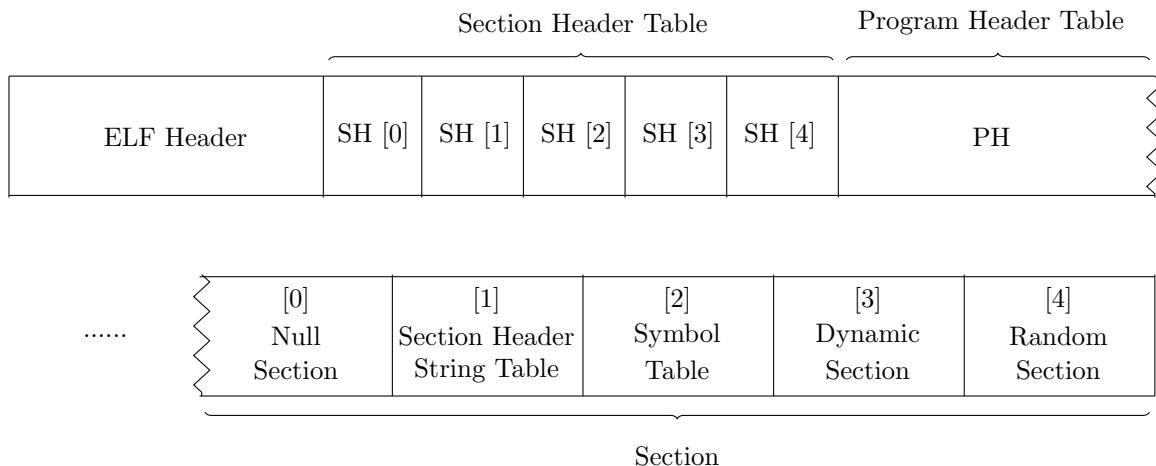 Section Header Table
Program Header Table
ELF Header
SH [0]
SH [1]
SH [2]
SH [3]
SH [4]
PH
......
[0]
Null
Section
[1]
Section Header
String Table
[2]
Symbol
Table
[3]
Dynamic
Section
[4]
Random
Section
Section